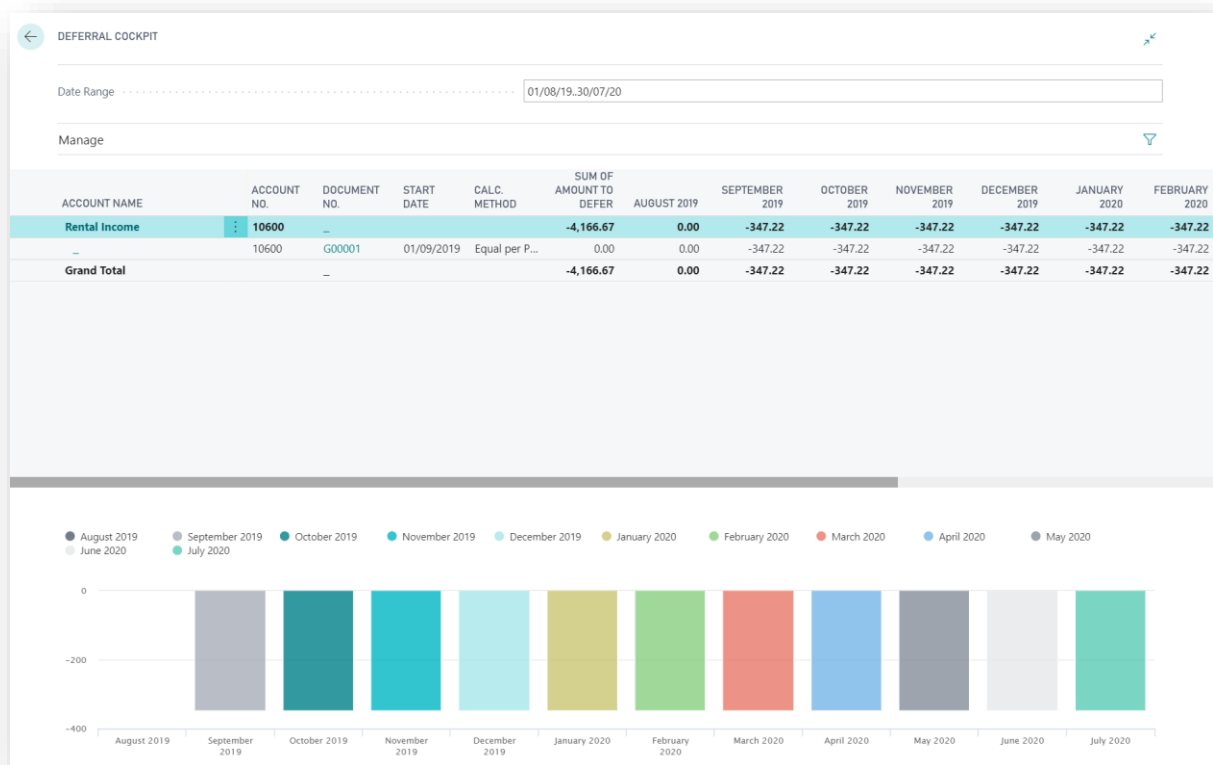 DEFERRAL COCKPIT
Date Range 01/08/19..30/07/20
Manage
ACCOUNT NAME ACCOUNT NO. DOCUMENT NO. START DATE CALC. METHOD SUM OF AMOUNT TO DEFER AUGUST 2019 SEPTEMBER 2019 OCTOBER 2019 NOVEMBER 2019 DECEMBER 2019 JANUARY 2020 FEBRUARY 2020
Rental Income 10600 _ -4,166.67 0.00 -347.22 -347.22 -347.22 -347.22 -347.22 -347.22
_ 10600 G00001 01/09/2019 Equal per P... 0.00 0.00 -347.22 -347.22 -347.22 -347.22 -347.22 -347.22
Grand Total _ -4,166.67 0.00 -347.22 -347.22 -347.22 -347.22 -347.22 -347.22
August 2019 September 2019 October 2019 November 2019 December 2019 January 2020 February 2020 March 2020 April 2020 May 2020
June 2020 July 2020
0
-200
-400
August 2019 September 2019 October 2019 November 2019 December 2019 January 2020 February 2020 March 2020 April 2020 May 2020 June 2020 July 2020